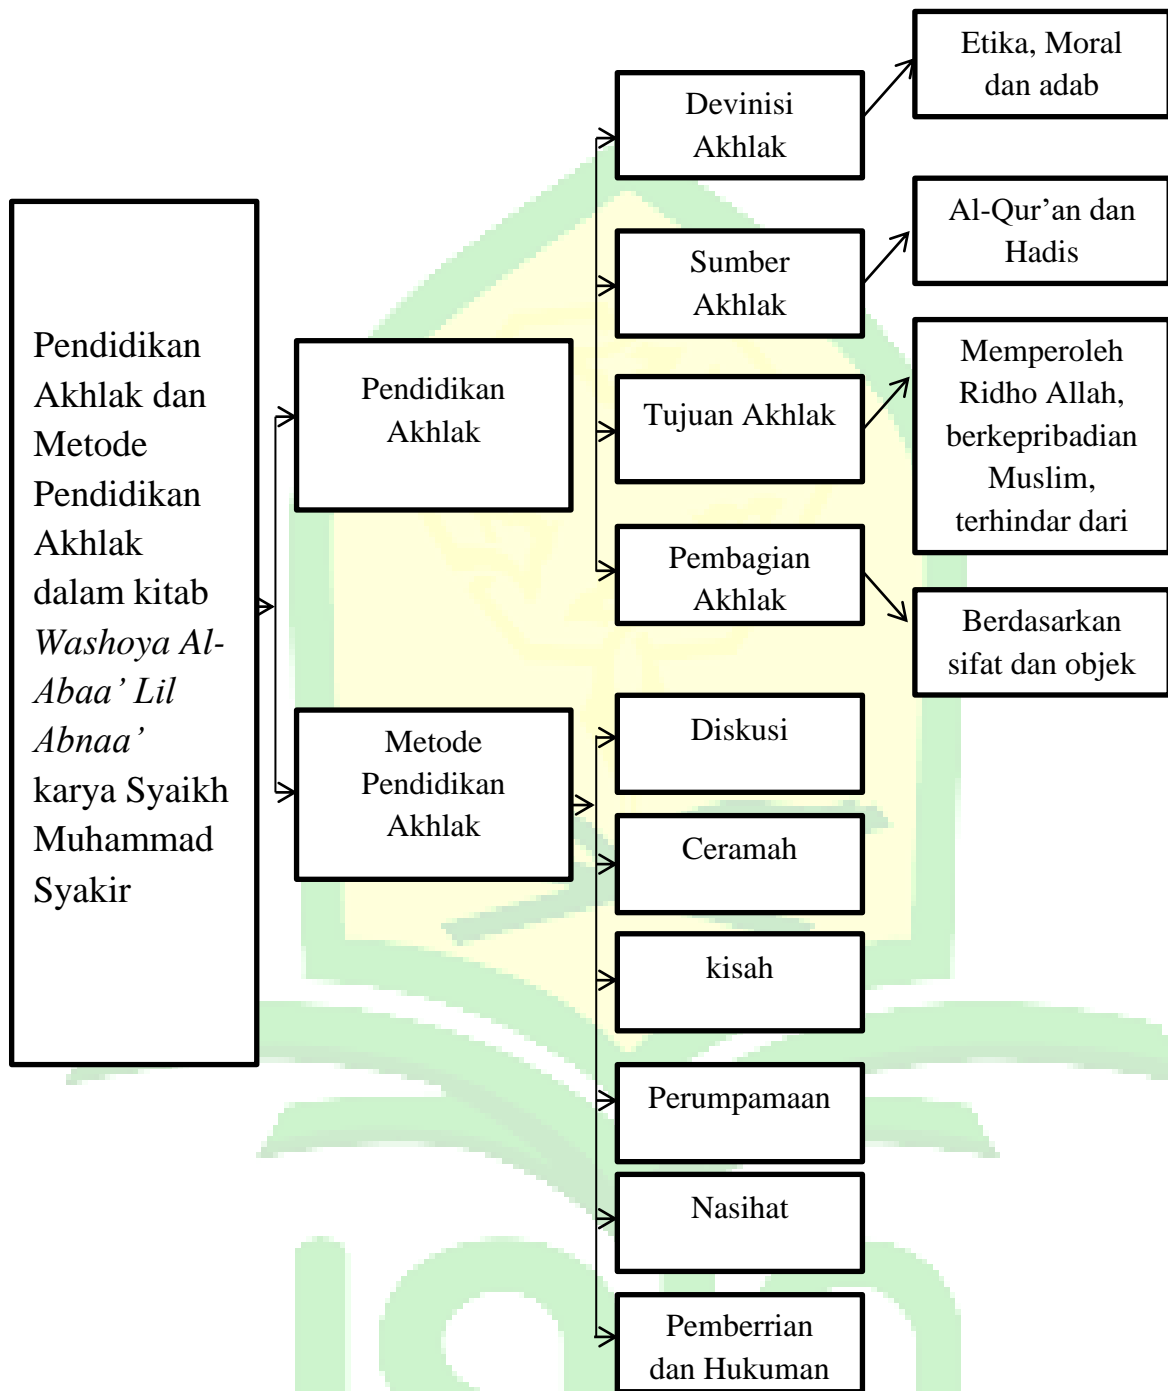 Pendidikan
Akhlak dan
Metode
Pendidikan
Akhlak
dalam kitab
Washoya Al-
Abaa’ Lil
Abnaa’
karya Syaikh
Muhammad
Syakir
Pendidikan
Akhlak
Devinisi
Akhlak
Etika, Moral
dan adab
Sumber
Akhlak
Al-Qur’an dan
Hadis
Tujuan Akhlak
Memperoleh
Ridho Allah,
berkepribadian
Muslim,
terhindar dari
Pembagian
Akhlak
Berdasarkan
sifat dan objek
Metode
Pendidikan
Akhlak
Diskusi
Ceramah
kisah
Perumpamaan
Nasihat
Pemberrian
dan Hukuman